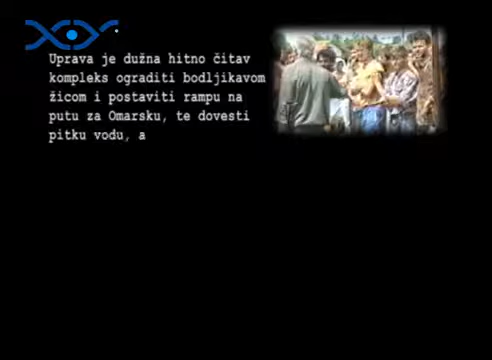 Uprava je dužna hitno čitav
kompleks ograditi bodljikavom
žicom i postaviti rampu na
putu za Omarsku, te dovesti
pitku vodu, a